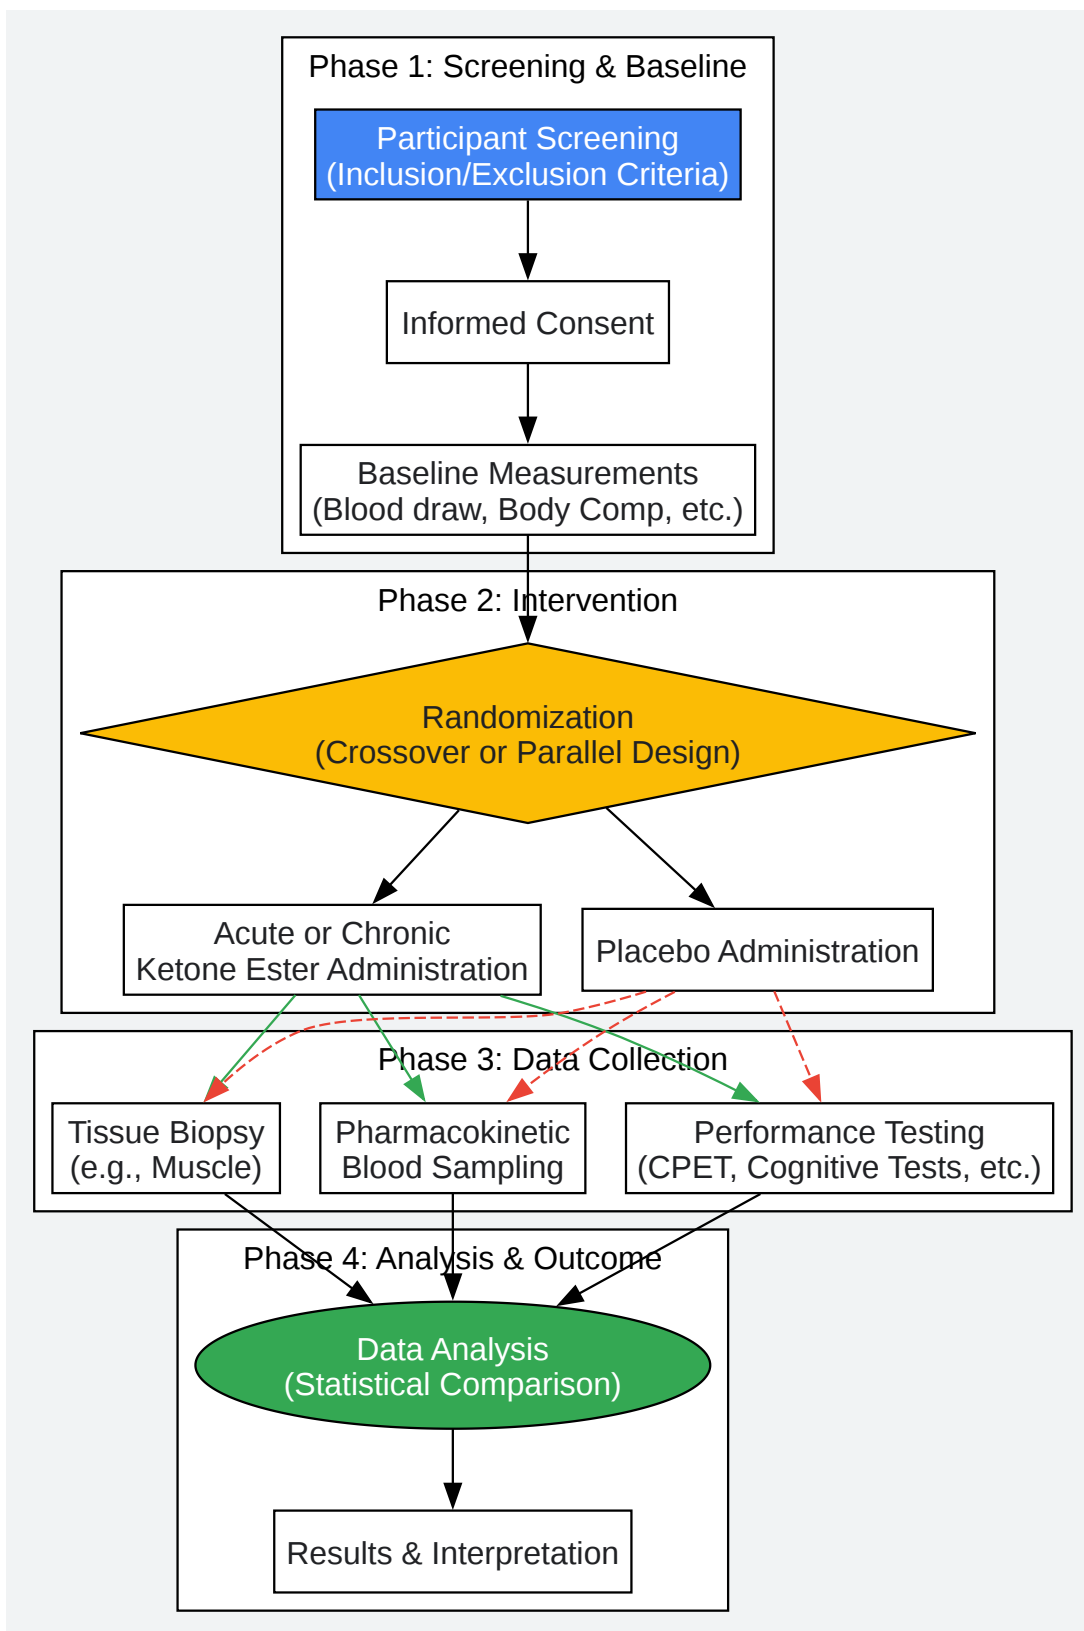 Phase 1: Screening & Baseline
Participant Screening
(Inclusion/Exclusion Criteria)
Informed Consent
Baseline Measurements
(Blood draw, Body Comp, etc.)
Phase 2: Intervention
Randomization
(Crossover or Parallel Design)
Acute or Chronic
Ketone Ester Administration
Placebo Administration
Phase 3: Data Collection
Tissue Biopsy
(e.g., Muscle)
Pharmacokinetic
Blood Sampling
Performance Testing
(CPET, Cognitive Tests, etc.)
Phase 4: Analysis & Outcome
Data Analysis
(Statistical Comparison)
Results & Interpretation